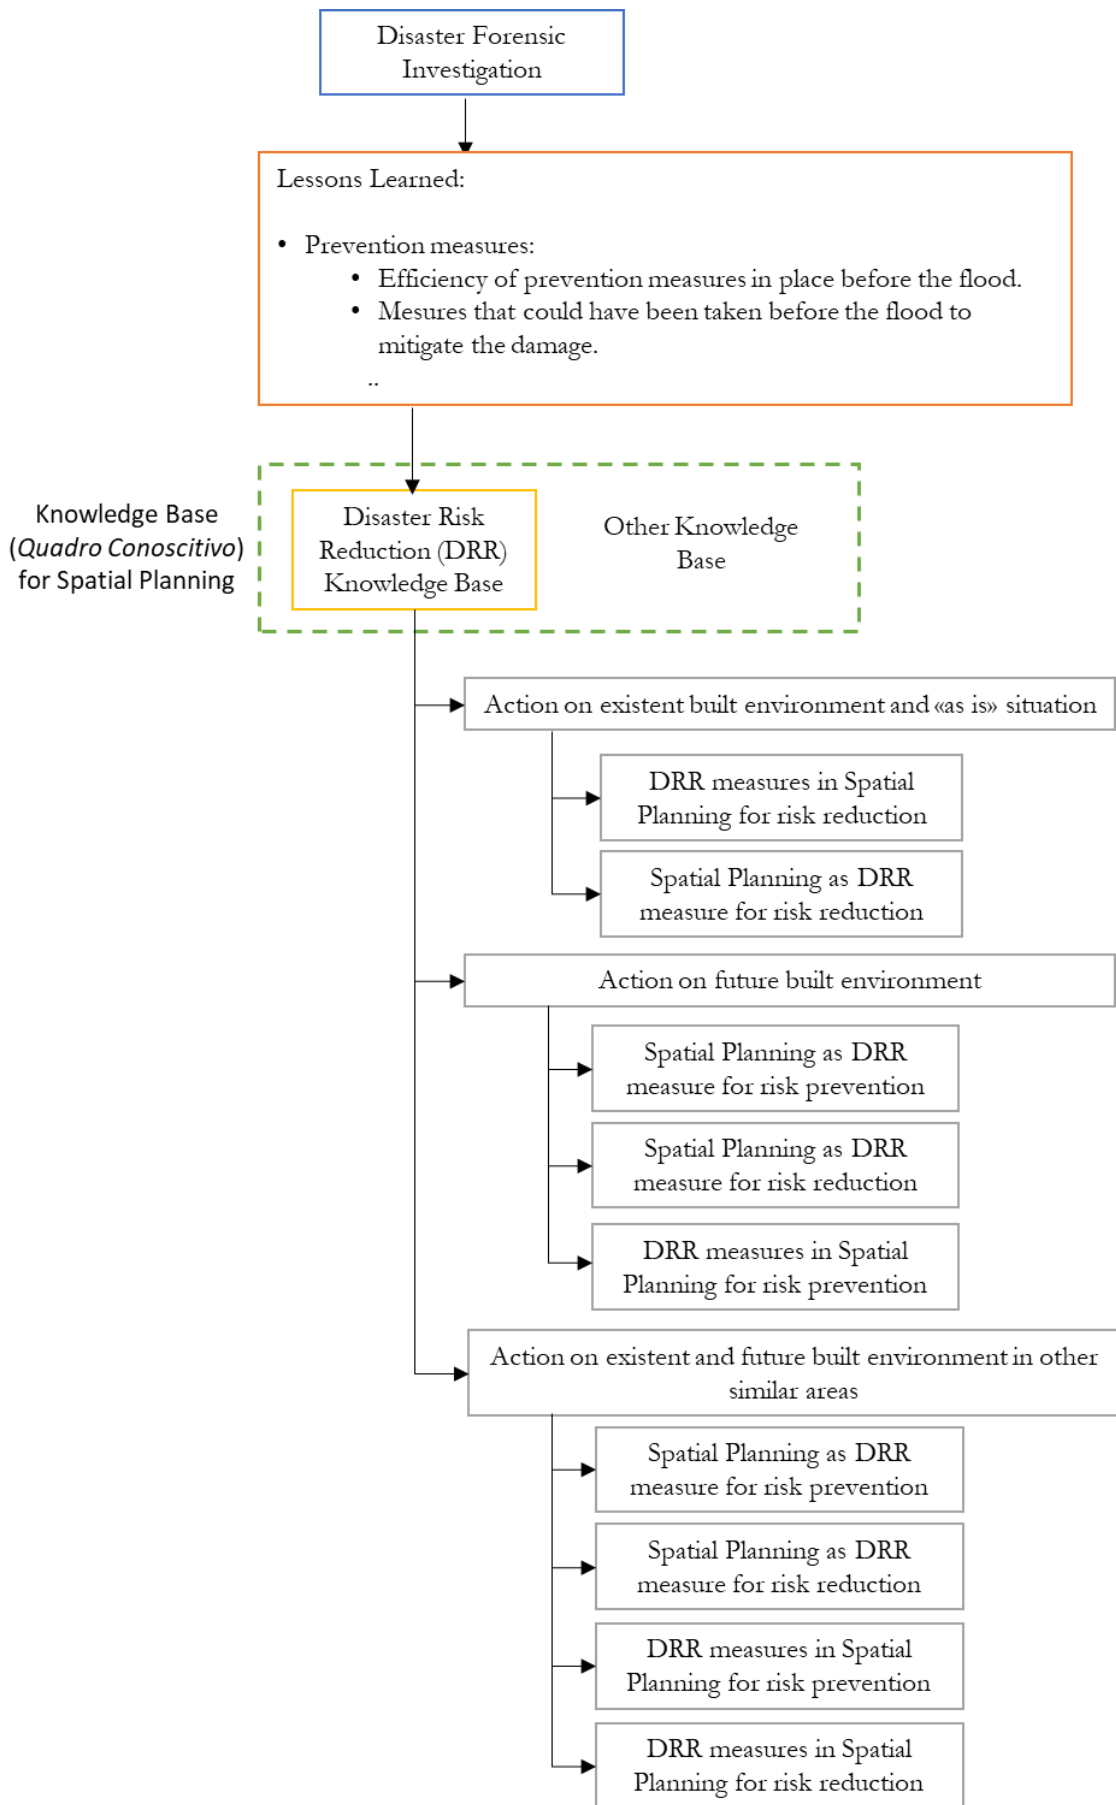 Disaster Forensic
Investigation
Lessons Learned:
• Prevention measures:
• Efficiency of prevention measures in place before the flood.
• Mesures that could have been taken before the flood to
mitigate the damage.
..
Knowledge Base
(Quadro Conoscitivo)
for Spatial Planning
Disaster Risk
Reduction (DRR)
Knowledge Base
Other Knowledge
Base
Action on existent built environment and «as is» situation
DRR measures in Spatial
Planning for risk reduction
Spatial Planning as DRR
measure for risk reduction
Action on future built environment
Spatial Planning as DRR
measure for risk prevention
Spatial Planning as DRR
measure for risk reduction
DRR measures in Spatial
Planning for risk prevention
Action on existent and future built environment in other
similar areas
Spatial Planning as DRR
measure for risk prevention
Spatial Planning as DRR
measure for risk reduction
DRR measures in Spatial
Planning for risk prevention
DRR measures in Spatial
Planning for risk reduction